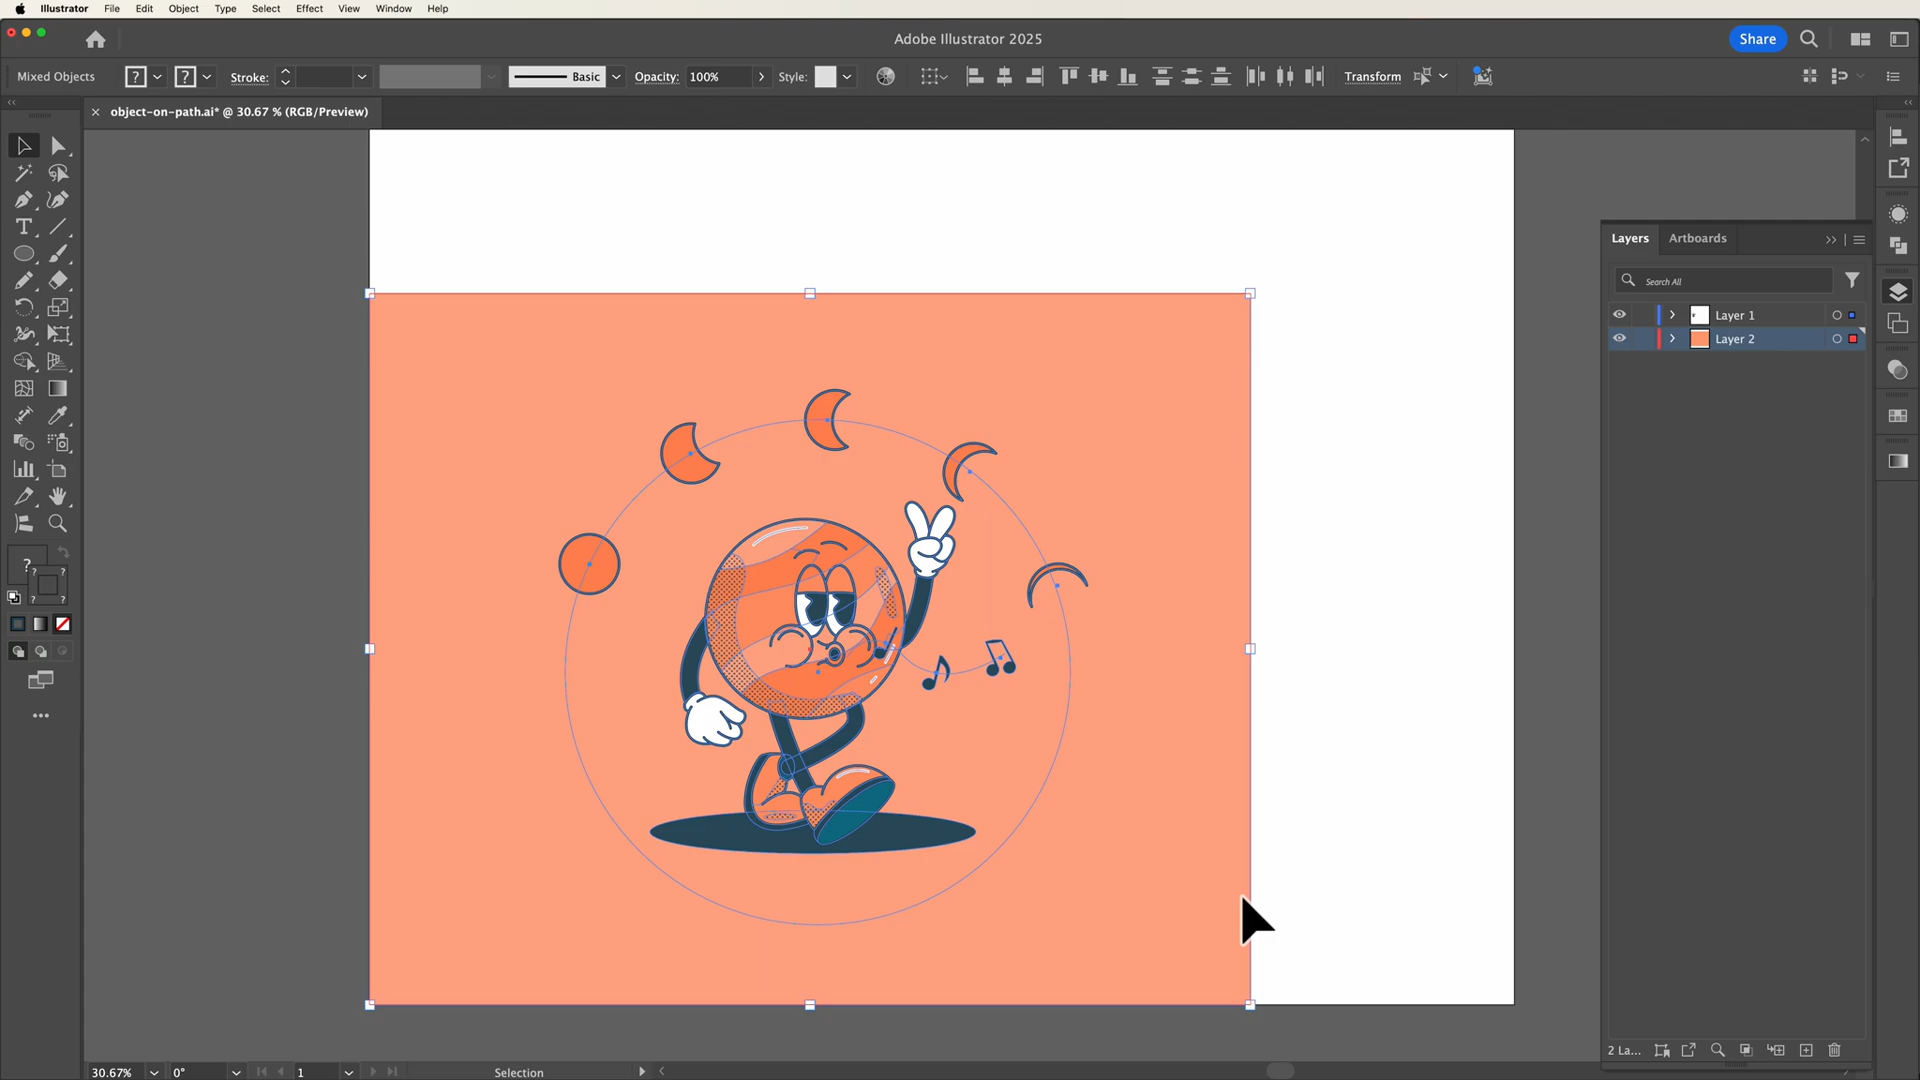 Illustrator File Edit Object Type Select Effect View Window Help
Adobe Illustrator 2025
Share
Mixed Objects ? ? Stroke: Basic Opacity: 100% Style: Transform
object-on-path.ai* @ 30.67 % (RGB/Preview)
Layers Artboards
Search All
Layer 1
Layer 2
?
? ?
? ?
2 La...
30.67% 0° 1 Selection